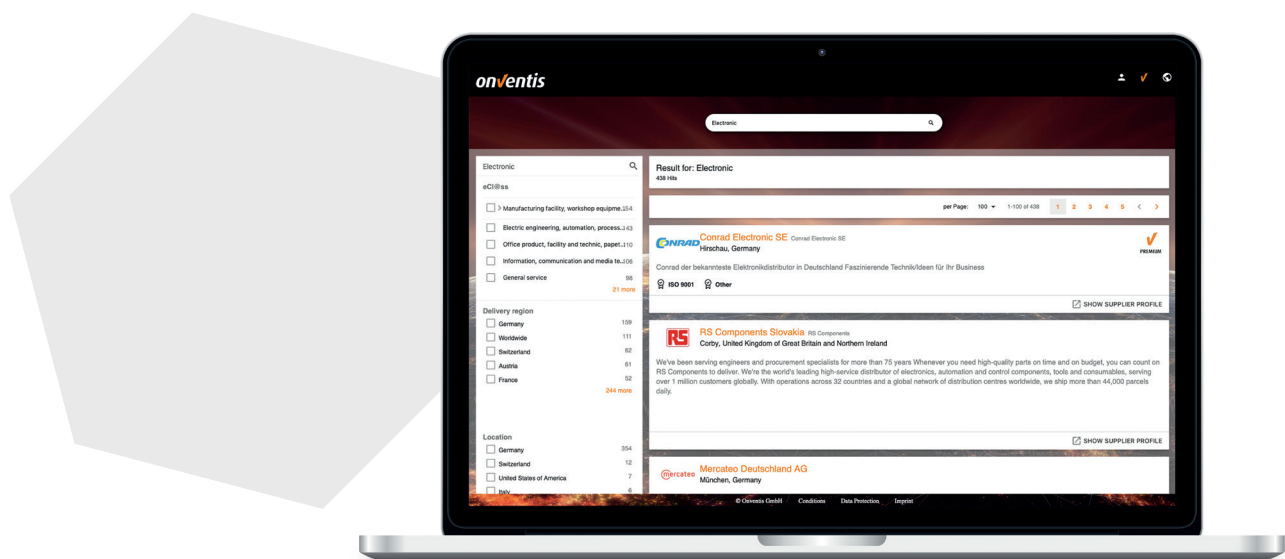 onventis
Electronic
Electronic
eCl@ss
Manufacturing facility, workshop equipme...154
Electric engineering, automation, process...143
Office product, facility and technic, papet...110
Information, communication and media te...106
General service 98
21 more
Delivery region
Germany 159
Worldwide 111
Switzerland 62
Austria 61
France 52
244 more
Location
Germany 354
Switzerland 12
United States of America 7
Italy 6
Result for: Electronic
438 Hits
per Page: 100 1-100 of 438 1 2 3 4 5
CONRAD
Conrad Electronic SE Conrad Electronic SE
Hirschau, Germany
PREMIUM
Conrad der bekannteste Elektronikdistributor in Deutschland Faszinierende Technik/Ideen für Ihr Business
ISO 9001 Other
SHOW SUPPLIER PROFILE
RS
RS Components Slovakia RS Components
Corby, United Kingdom of Great Britain and Northern Ireland
We've been serving engineers and procurement specialists for more than 75 years Whenever you need high-quality parts on time and on budget, you can count on
RS Components to deliver. We're the world's leading high-service distributor of electronics, automation and control components, tools and consumables, serving
over 1 million customers globally. With operations across 32 countries and a global network of distribution centres worldwide, we ship more than 44,000 parcels
daily.
SHOW SUPPLIER PROFILE
mercateo
Mercateo Deutschland AG
München, Germany
© Onventis GmbH Conditions Data Protection Imprint